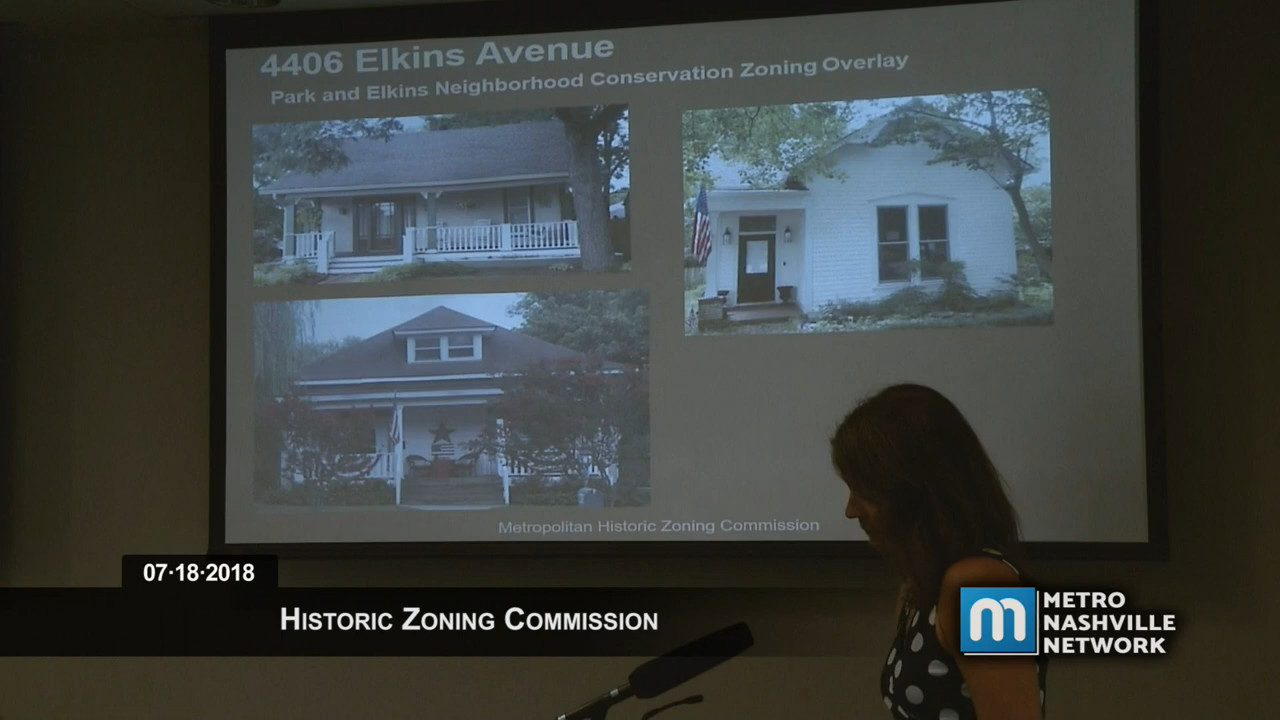 4406 Elkins Avenue
Park and Elkins Neighborhood Conservation Zoning Overlay
Metropolitan Historic Zoning Commission
07·18·2018
HISTORIC ZONING COMMISSION
m
METRO
NASHVILLE
NETWORK